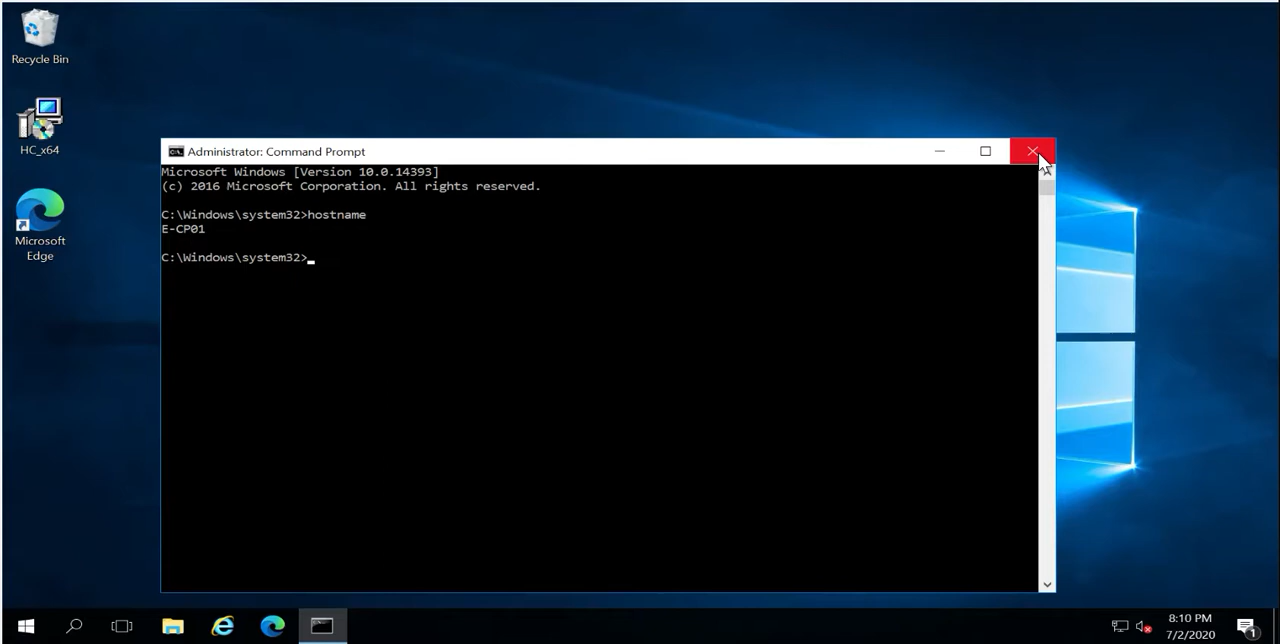 Recycle Bin
HC_x64
Microsoft
Edge
Administrator: Command Prompt
Microsoft Windows [Version 10.0.14393]
(c) 2016 Microsoft Corporation. All rights reserved.
C:\Windows\system32>hostname
E-CP01
C:\Windows\system32>
8:10 PM
7/2/2020
1